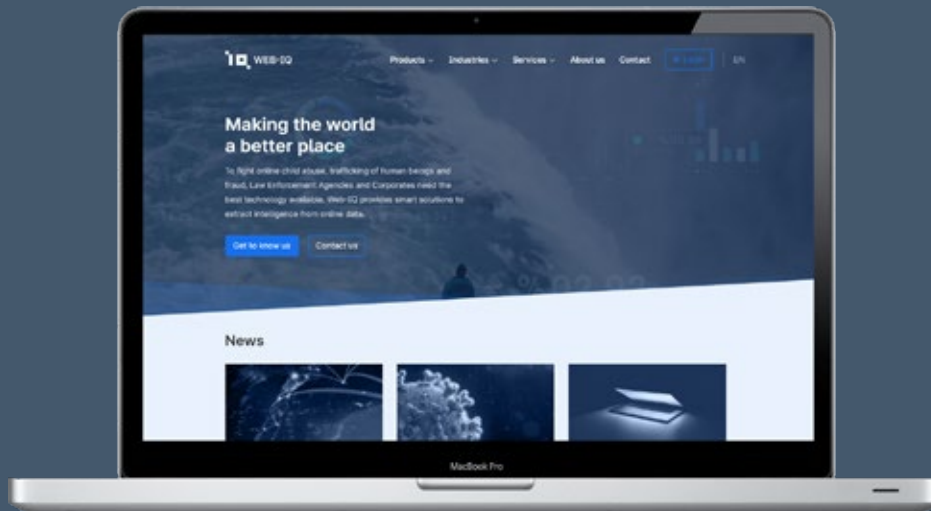 WEB-IQ
Products Industries Services About us Contact EN
Making the world
a better place
To fight online child abuse, trafficking of human beings and
fraud, Law Enforcement Agencies and Corporates need the
best technology available. Web-IQ provides smart solutions to
extract intelligence from online data.
Get to know us Contact us
News
MacBook Pro